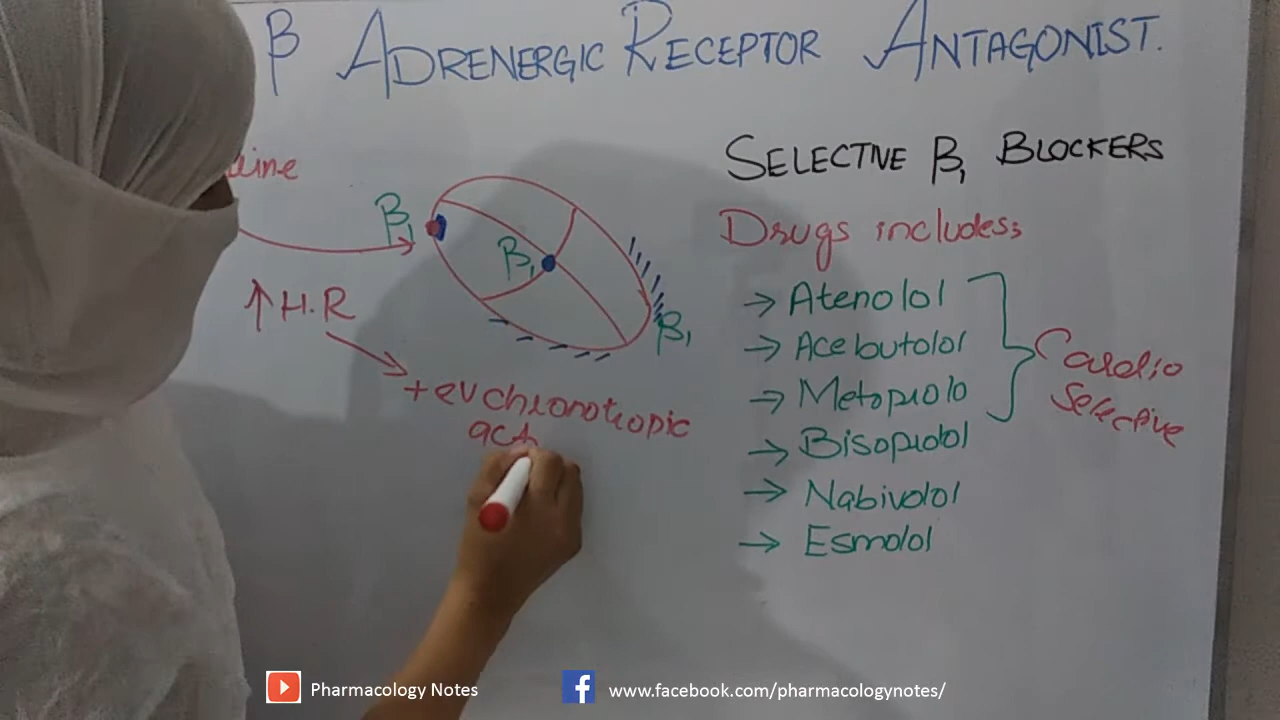 β ADRENERGIC RECEPTOR ANTAGONIST.
SELECTIVE β1 BLOCKERS
Drugs includes;
→ Atenolol
→ Acebutolol
→ Metoprolo
→ Bisoprolol
→ Nabivolol
→ Esmolol
Cardio
Selective
β1
β1
β1
↑ H.R
+ev chronotropic
act
Pharmacology Notes
www.facebook.com/pharmacologynotes/